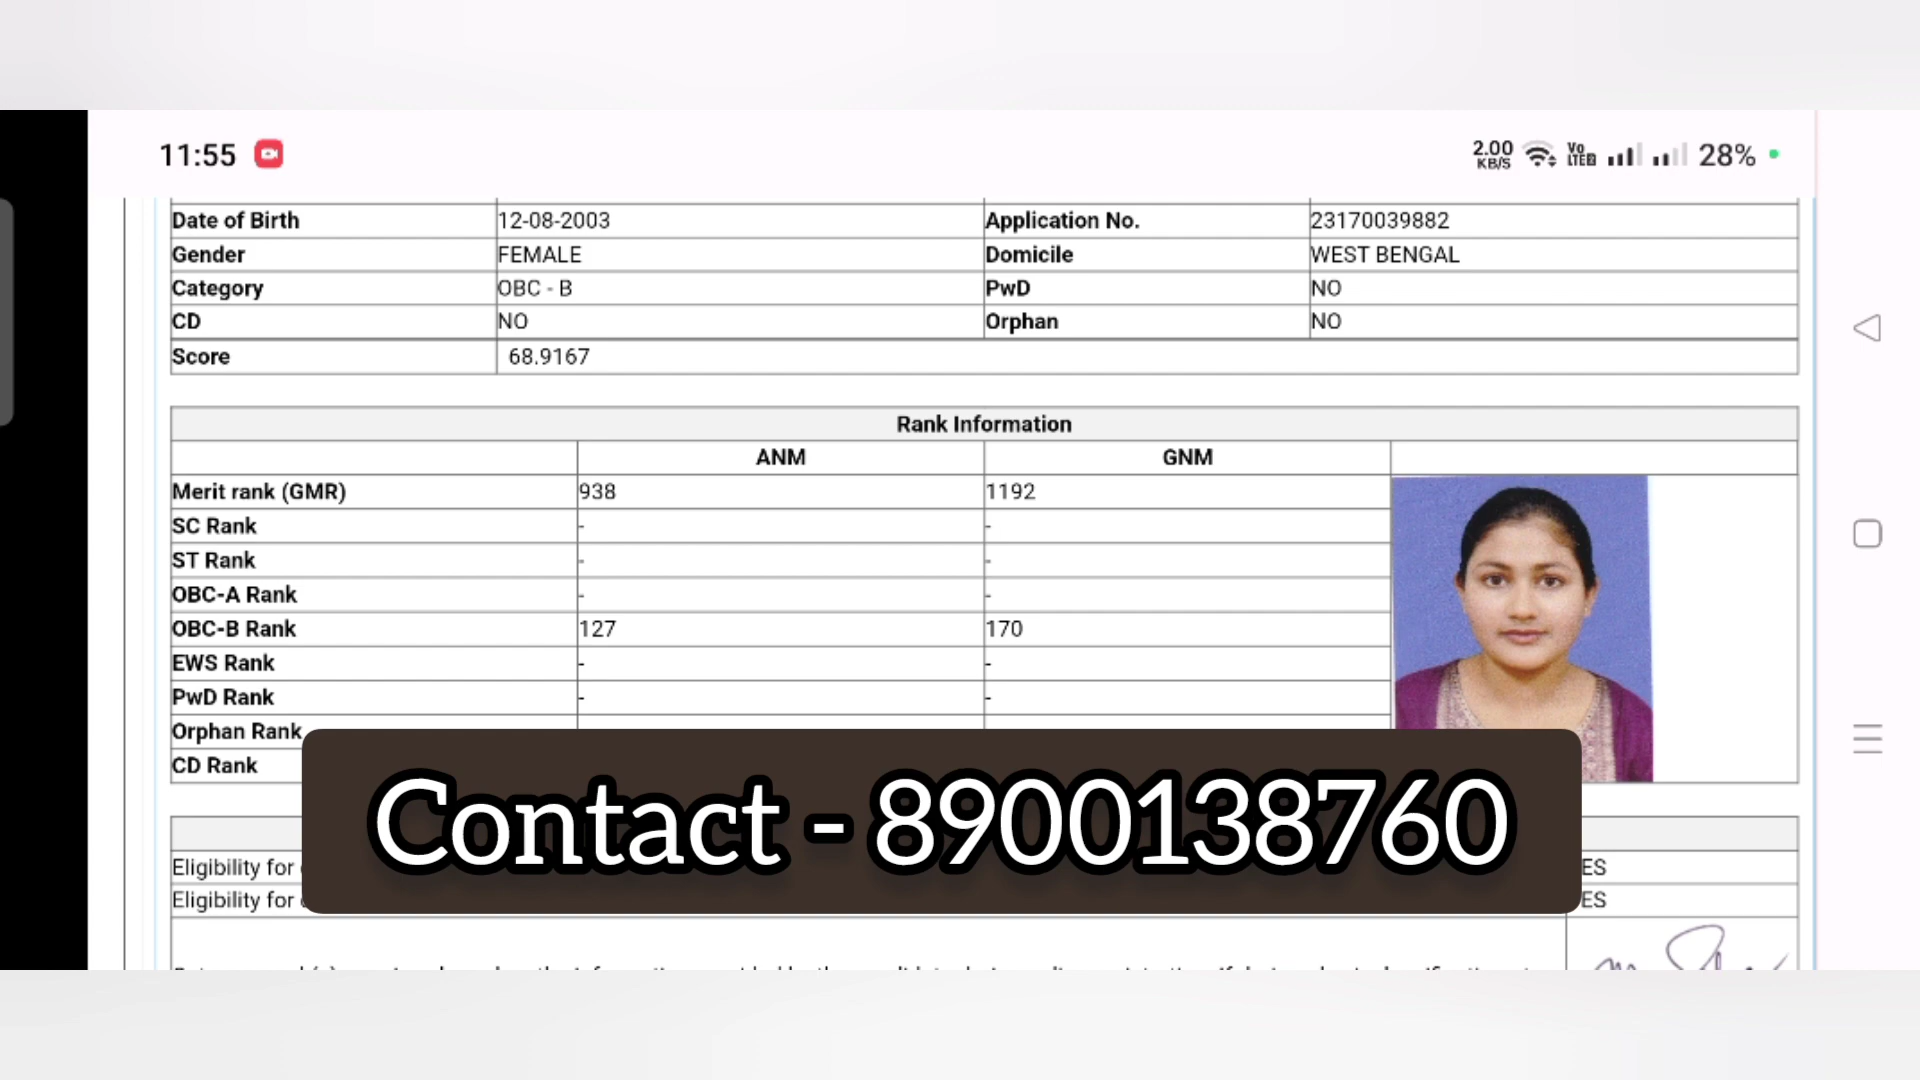 11:55 2.00 KB/S Vo LTE2 28%
Date of Birth 12-08-2003 Application No. 23170039882
Gender FEMALE Domicile WEST BENGAL
Category OBC - B PwD NO
CD NO Orphan NO
Score 68.9167
Rank Information
ANM GNM
Merit rank (GMR) 938 1192
SC Rank - -
ST Rank - -
OBC-A Rank - -
OBC-B Rank 127 170
EWS Rank - -
PwD Rank - -
Orphan Rank
CD Rank
Contact - 8900138760
Eligibility for ES
Eligibility for ES